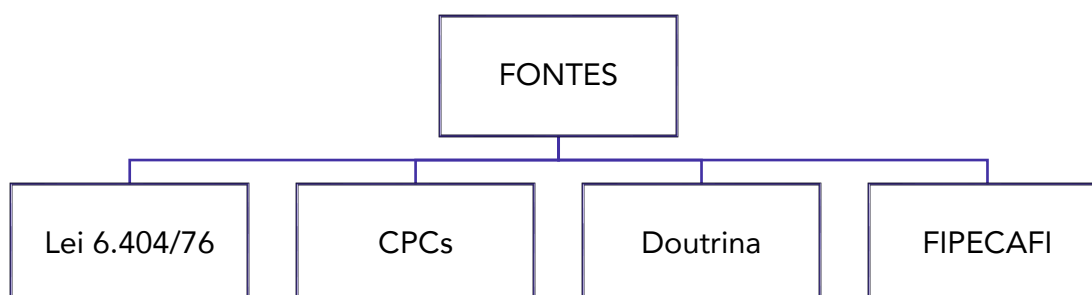 FONTES
Lei 6.404/76
CPCs
Doutrina
FIPECAFI